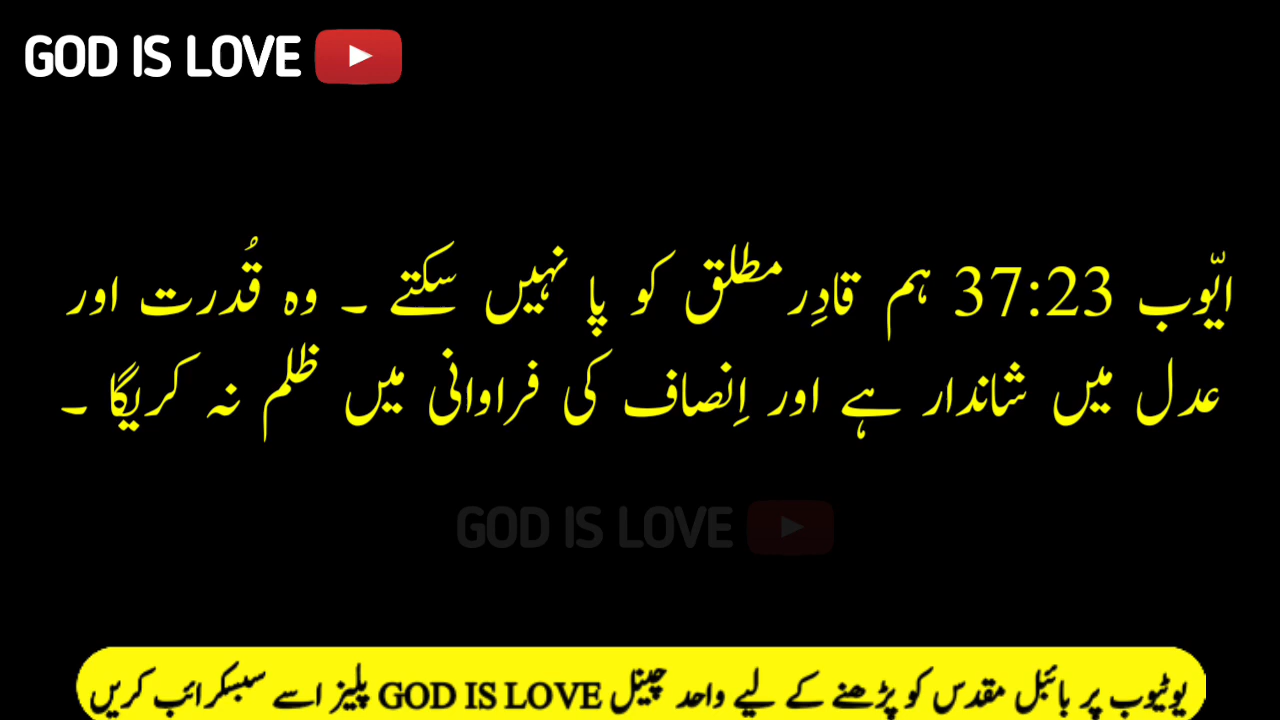 GOD IS LOVE
ایّوب 37:23 ہم قادِر مطلق کو پا نہیں سکتے ۔ وہ قُدرت اور
عدل میں شاندار ہے اور اِنصاف کی فراوانی میں ظلم نہ کریگا ۔
GOD IS LOVE
یوٹیوب پر بائبل مقدس کو پڑھنے کے لیے واحد چینل GOD IS LOVE پلیز اسے سبسکرائب کریں